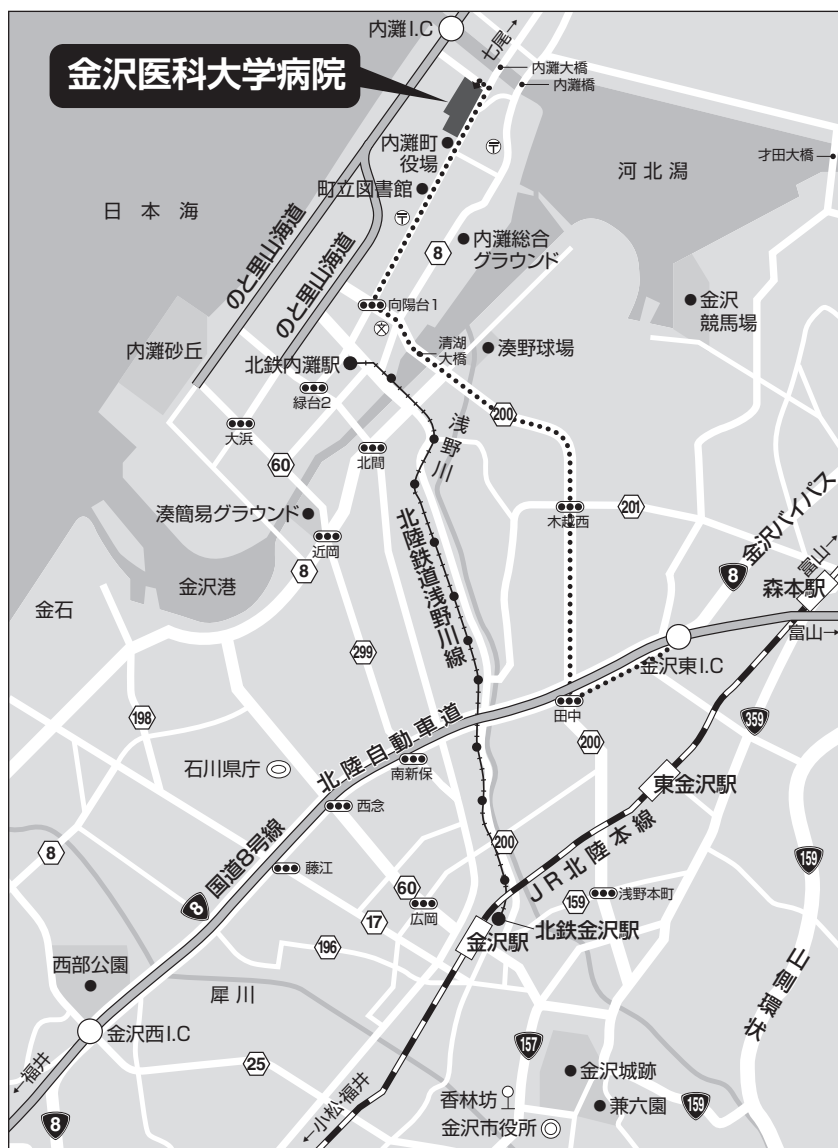 内灘I.C
七尾→
内灘大橋
内灘橋
金沢医科大学病院
内灘町
役場
〒
才田大橋
河北潟
町立図書館
日本海
〒
のと里山海道
のと里山海道
8
内灘総合
グラウンド
金沢
競馬場
向陽台1
文
清湖
大橋
湊野球場
内灘砂丘
北鉄内灘駅
緑台2
200
浅野川
大浜
北間
60
湊簡易グラウンド
近岡
木越西
201
金沢バイパス
8
富山→
森本駅
富山→
8
金沢港
金石
北陸鉄道浅野川線
299
金沢東I.C
198
田中
359
200
北陸自動車道
石川県庁
南新保
東金沢駅
西念
国道8号線
8
藤江
8
200
JR北陸本線
159
60
広岡
159
浅野本町
17
196
金沢駅
北鉄金沢駅
山側環状
西部公園
犀川
金沢西I.C
←福井
25
157
金沢城跡
←小松・福井
香林坊
兼六園
159
8
金沢市役所